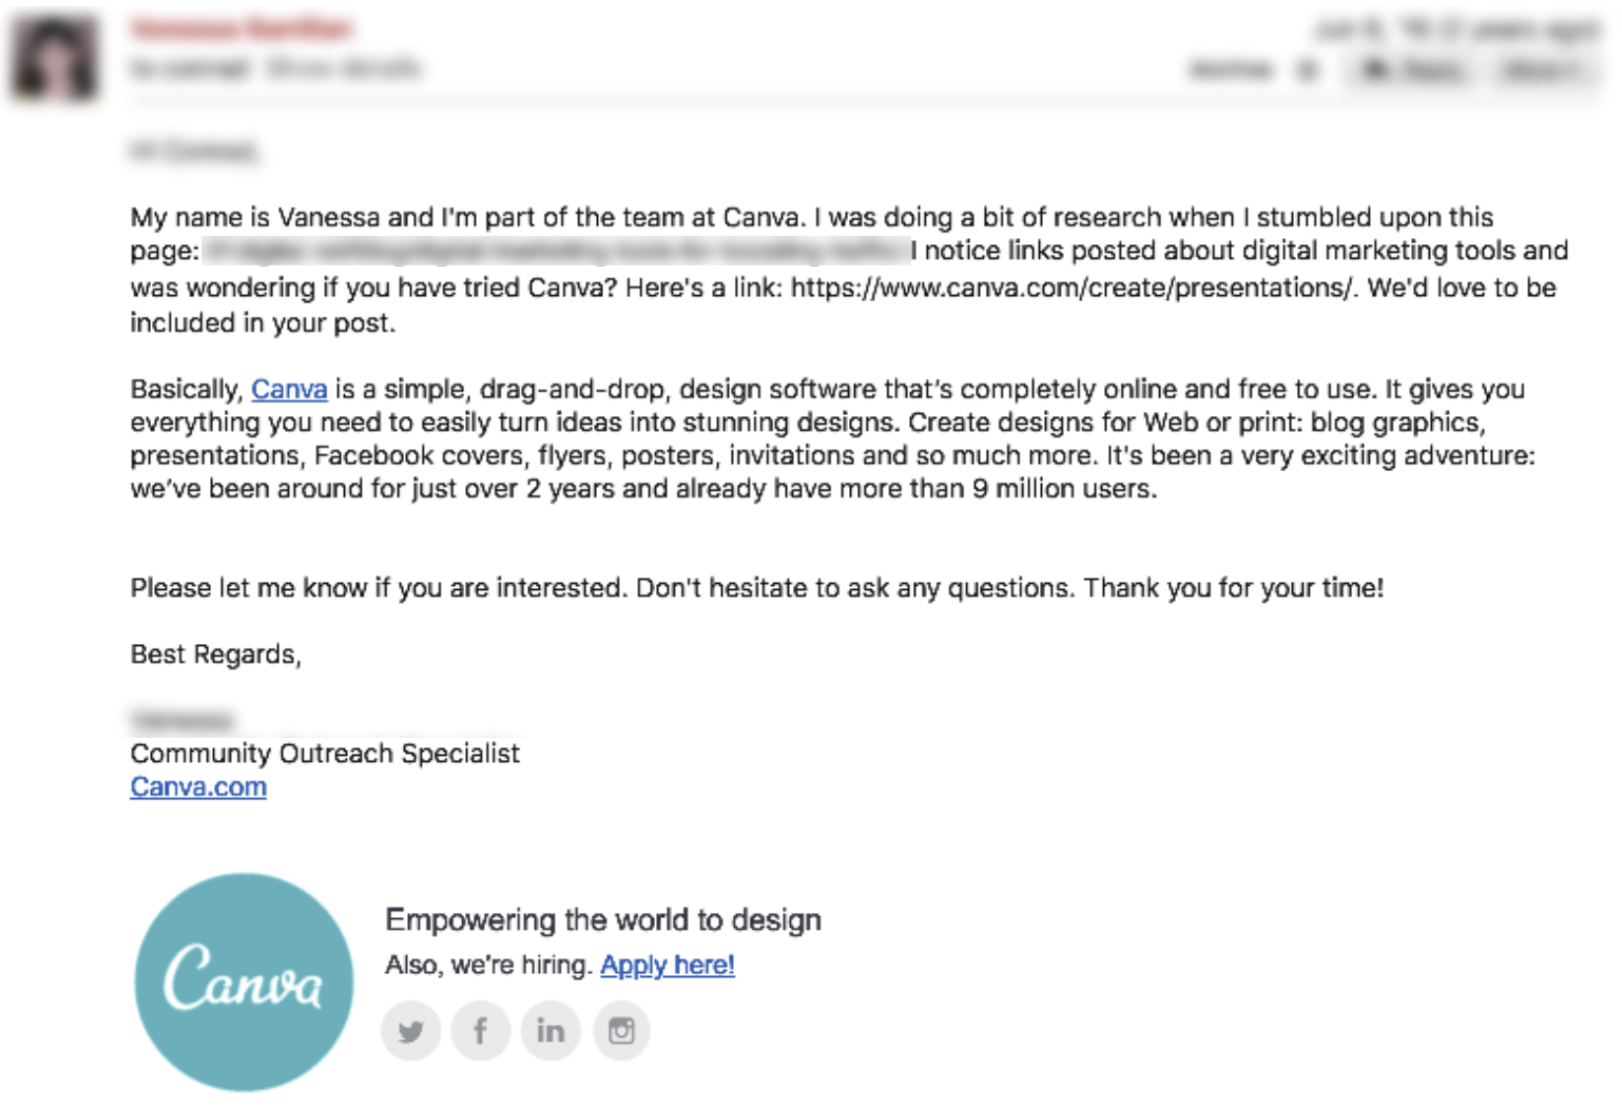 My name is Vanessa and I'm part of the team at Canva. I was doing a bit of research when I stumbled upon this
page: I notice links posted about digital marketing tools and
was wondering if you have tried Canva? Here's a link: https://www.canva.com/create/presentations/. We'd love to be
included in your post.
Basically, Canva is a simple, drag-and-drop, design software that's completely online and free to use. It gives you
everything you need to easily turn ideas into stunning designs. Create designs for Web or print: blog graphics,
presentations, Facebook covers, flyers, posters, invitations and so much more. It's been a very exciting adventure:
we've been around for just over 2 years and already have more than 9 million users.
Please let me know if you are interested. Don't hesitate to ask any questions. Thank you for your time!
Best Regards,
Community Outreach Specialist
Canva.com
Canva
Empowering the world to design
Also, we're hiring. Apply here!